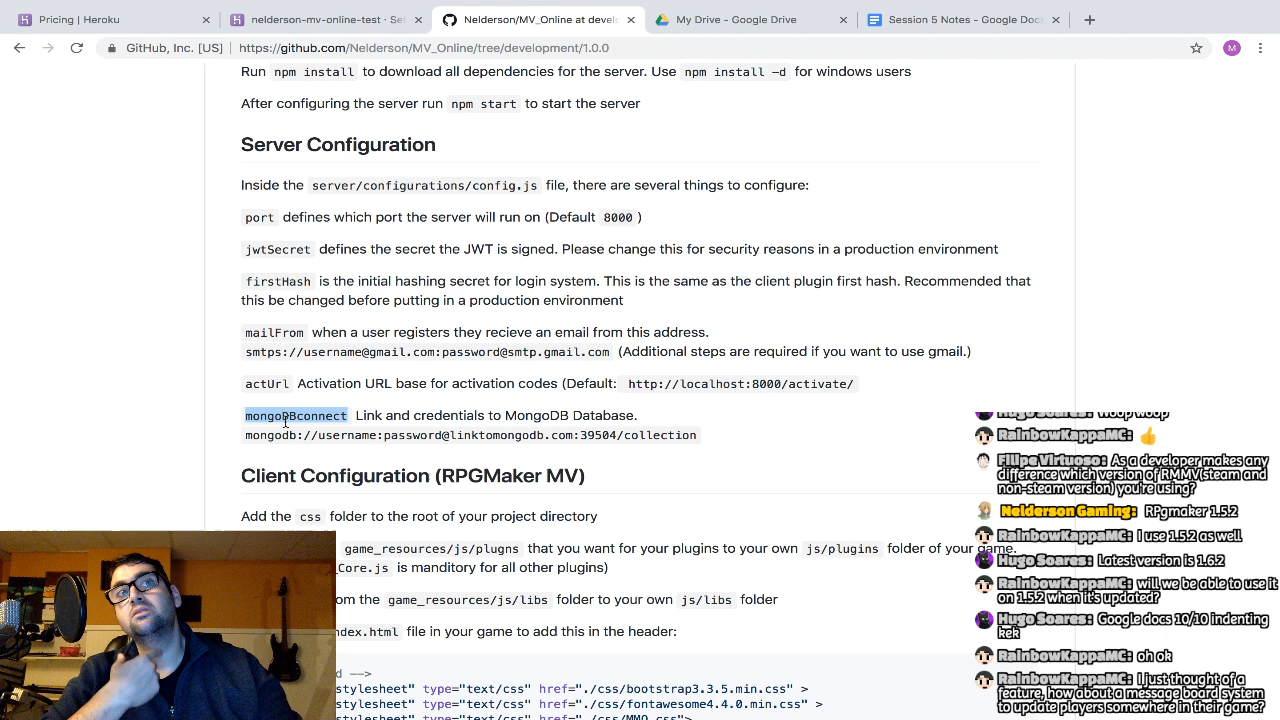 Pricing | Heroku
nelderson-mv-online-test · Se
Nelderson/MV_Online at develo
My Drive - Google Drive
Session 5 Notes - Google Doc
GitHub, Inc. [US]
https://github.com/Nelderson/MV_Online/tree/development/1.0.0
M
Run npm install to download all dependencies for the server. Use npm install -d for windows users
After configuring the server run npm start to start the server
Server Configuration
Inside the server/configurations/config.js file, there are several things to configure:
port defines which port the server will run on (Default 8000 )
jwtSecret defines the secret the JWT is signed. Please change this for security reasons in a production environment
firstHash is the initial hashing secret for login system. This is the same as the client plugin first hash. Recommended that
this be changed before putting in a production environment
mailFrom when a user registers they recieve an email from this address.
smtps://username@gmail.com:password@smtp.gmail.com (Additional steps are required if you want to use gmail.)
actUrl Activation URL base for activation codes (Default: http://localhost:8000/activate/
mongoDBconnect Link and credentials to MongoDB Database.
mongodb://username:password@linktomongodb.com:39504/collection
Client Configuration (RPGMaker MV)
Add the css folder to the root of your project directory
game_resources/js/plugns that you want for your plugins to your own js/plugins folder of your game.
_Core.js is manditory for all other plugins)
om the game_resources/js/libs folder to your own js/libs folder
ndex.html file in your game to add this in the header:
d -->
stylesheet" type="text/css" href="./css/bootstrap3.3.5.min.css" >
stylesheet" type="text/css" href="./css/fontawesome4.4.0.min.css" >
stylesheet" type="text/css" href="./css/MMO.css">
Hugo Soares: woop woop
RainbowKappaMC: 👍
Filipe Virtuoso: As a developer makes any
difference which version of RMMV(steam and
non-steam version) you're using?
Nelderson Gaming: RPgmaker 1.5.2
RainbowKappaMC: I use 1.5.2 as well.
Hugo Soares: Latest version is 1.6.2
RainbowKappaMC: will we be able to use it
on 1.5.2 when it's updated?
Hugo Soares: Google docs 10/10 indenting
kek
RainbowKappaMC: oh ok
RainbowKappaMC: I just thought of a
feature, how about a message board system
to update players somewhere in their game?